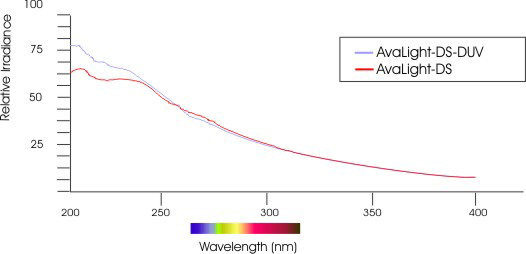 100
75
50
25
Relative Irradiance
AvaLight-DS-DUV
AvaLight-DS
200 250 300 350 400
Wavelength (nm)